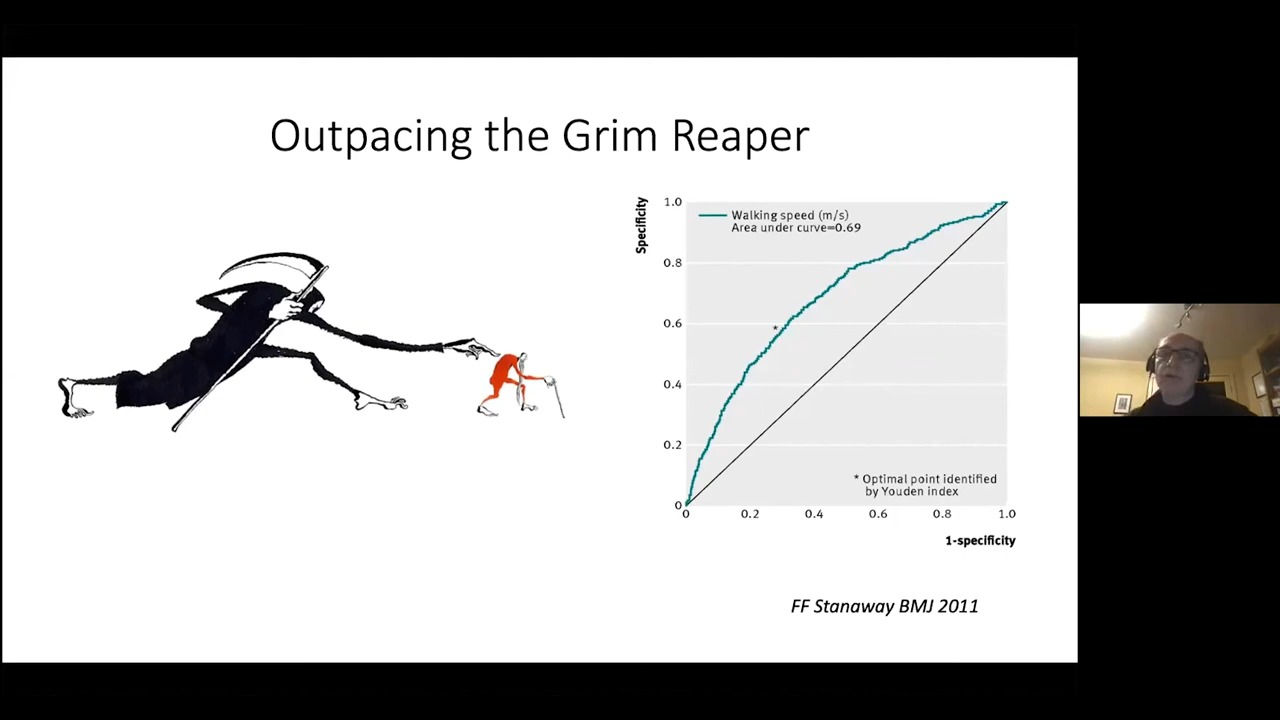 Outpacing the Grim Reaper
Specificity
1.0
0.8
0.6
0.4
0.2
0
Walking speed (m/s)
Area under curve=0.69
*
* Optimal point identified
by Youden index
0
0.2
0.4
0.6
0.8
1.0
1-specificity
FF Stanaway BMJ 2011